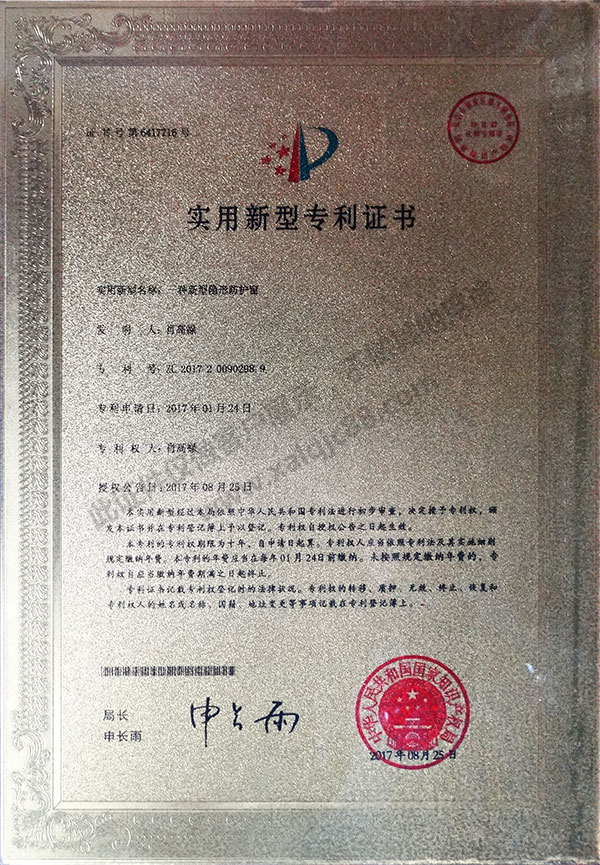 证书号第6417716号
实用新型专利证书
实用新型名称：一种新型隐形防护窗
发 明 人：肖高
专 利 号：ZL 2017 2 0090288.9
专利申请日：2017年01月24日
专 利 权 人：肖高
授权公告日：2017年08月25日
本实用新型经过本局依照中华人民共和国专利法进行初步审查，决定授予专利权，颁
发本证书并在专利登记簿上予以登记。专利权自授权公告之日起生效。
本专利的专利权期限为十年，自申请日起算。专利权人应当依照专利法及其实施细则
规定缴纳年费。本专利的年费应当在每年01月24日前缴纳。未按照规定缴纳年费的，专
利权自应当缴纳年费期满之日起终止。
专利证书记载专利权登记时的法律状况。专利权的转移、质押、无效、终止、恢复和
专利权人的姓名或名称、国籍、地址变更等事项记载在专利登记簿上。
局长
申长雨
申长雨
中华人民共和国国家知识产权局
2017年08月25日